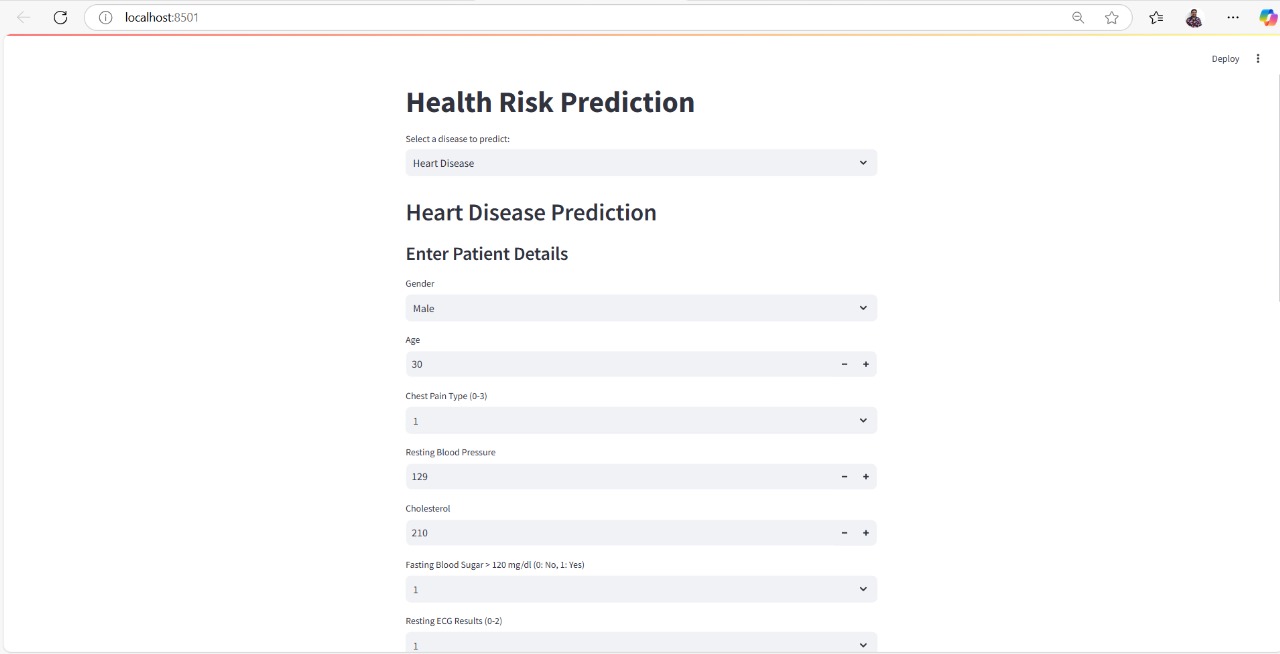 localhost:8501
Deploy
Health Risk Prediction
Select a disease to predict:
Heart Disease
Heart Disease Prediction
Enter Patient Details
Gender
Male
Age
30
Chest Pain Type (0-3)
1
Resting Blood Pressure
129
Cholesterol
210
Fasting Blood Sugar > 120 mg/dl (0: No, 1: Yes)
1
Resting ECG Results (0-2)
1